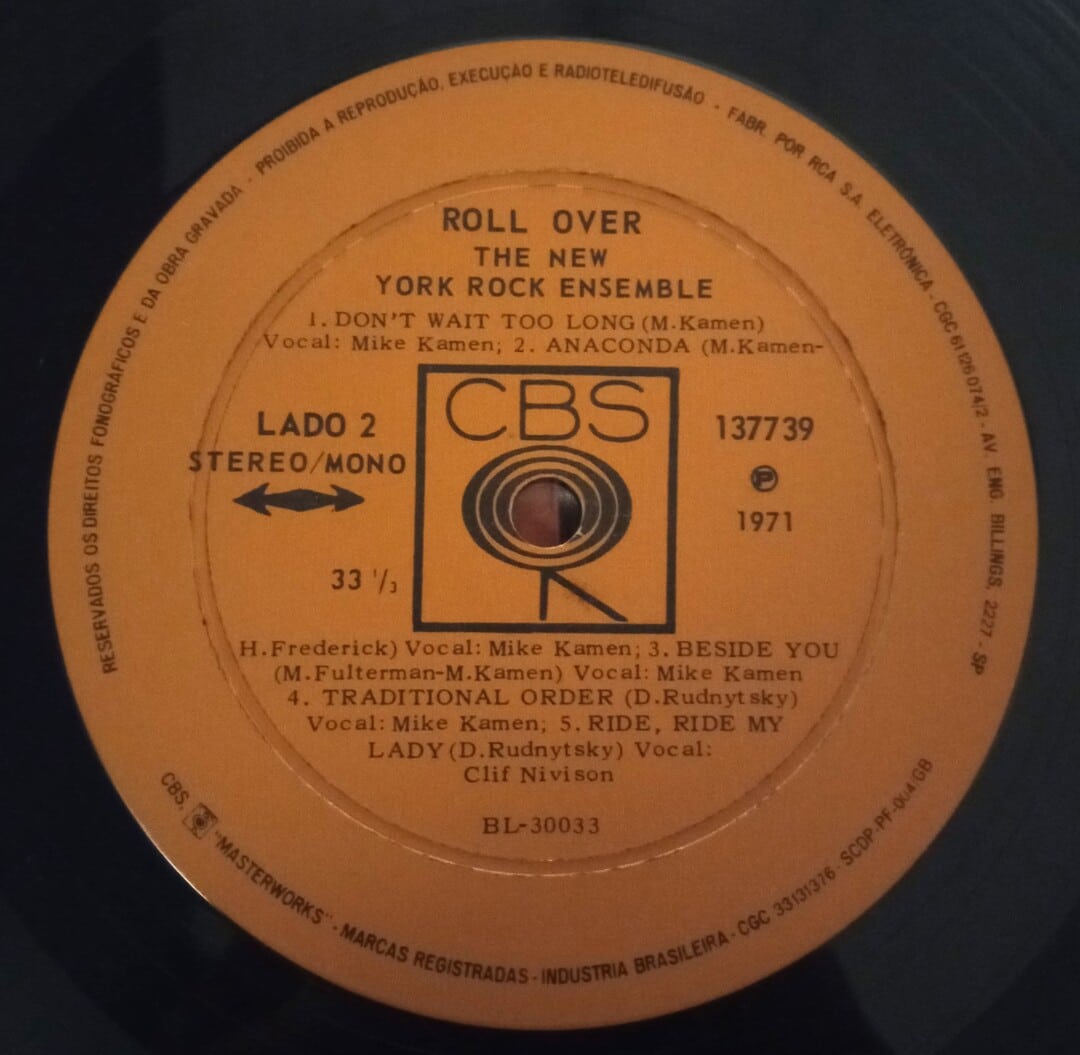 RESERVADOS OS DIREITOS FONOGRÁFICOS E DA OBRA GRAVADA - PROIBIDA A REPRODUÇÃO, EXECUÇÃO E RADIOTELEDIFUSÃO - FABR. POR RCA S.A. ELETRÔNICA - CGC 61126074/2 - AV. ENG. BILLINGS, 2227 - SP
ROLL OVER
THE NEW
YORK ROCK ENSEMBLE
1. DON'T WAIT TOO LONG (M.Kamen)
Vocal: Mike Kamen; 2. ANACONDA (M.Kamen-
CBS
LADO 2
STEREO/MONO
33 1/3
137739
℗
1971
H.Frederick) Vocal: Mike Kamen; 3. BESIDE YOU
(M.Fulterman-M.Kamen) Vocal: Mike Kamen
4. TRADITIONAL ORDER (D.Rudnytsky)
Vocal: Mike Kamen; 5. RIDE, RIDE MY
LADY (D.Rudnytsky) Vocal:
Clif Nivison
BL-30033
CBS, "MASTERWORKS" - MARCAS REGISTRADAS - INDUSTRIA BRASILEIRA - CGC 33131376 - SCDP-PF-004/GB